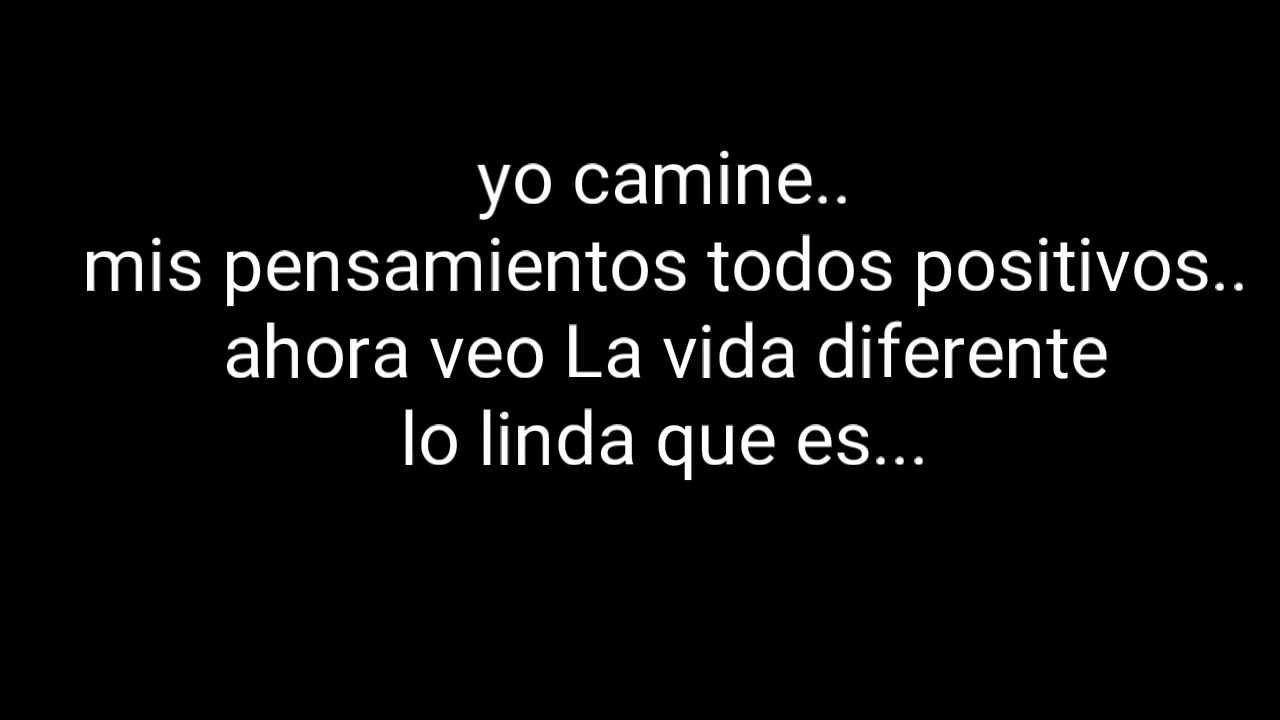 yo camine..
mis pensamientos todos positivos..
ahora veo La vida diferente
lo linda que es...